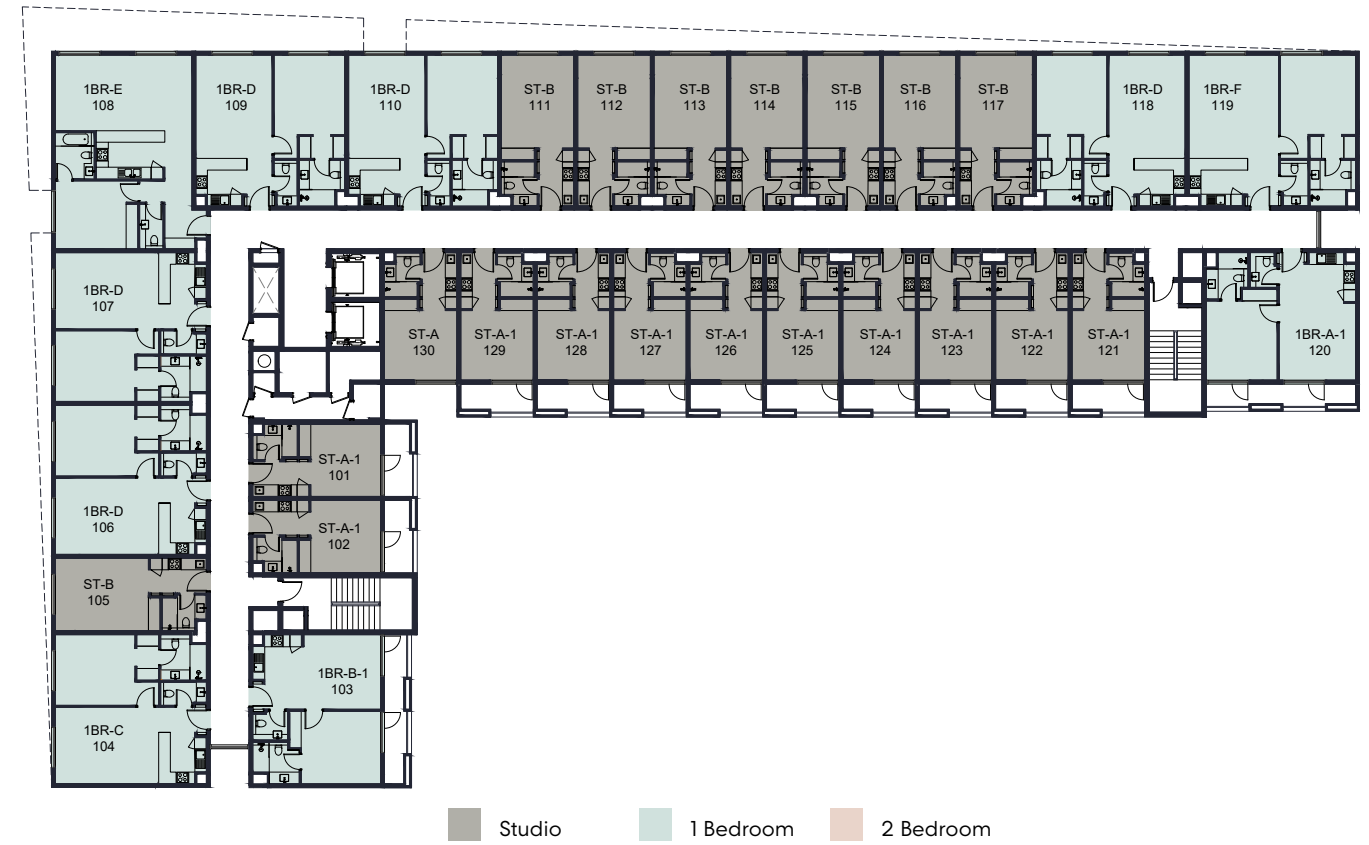 1BR-E
108
1BR-D
109
1BR-D
110
ST-B
111
ST-B
112
ST-B
113
ST-B
114
ST-B
115
ST-B
116
ST-B
117
1BR-D
118
1BR-F
119
1BR-D
107
ST-A
130
ST-A-1
129
ST-A-1
128
ST-A-1
127
ST-A-1
126
ST-A-1
125
ST-A-1
124
ST-A-1
123
ST-A-1
122
ST-A-1
121
1BR-A-1
120
ST-A-1
101
1BR-D
106
ST-A-1
102
ST-B
105
1BR-B-1
103
1BR-C
104
Studio
1 Bedroom
2 Bedroom